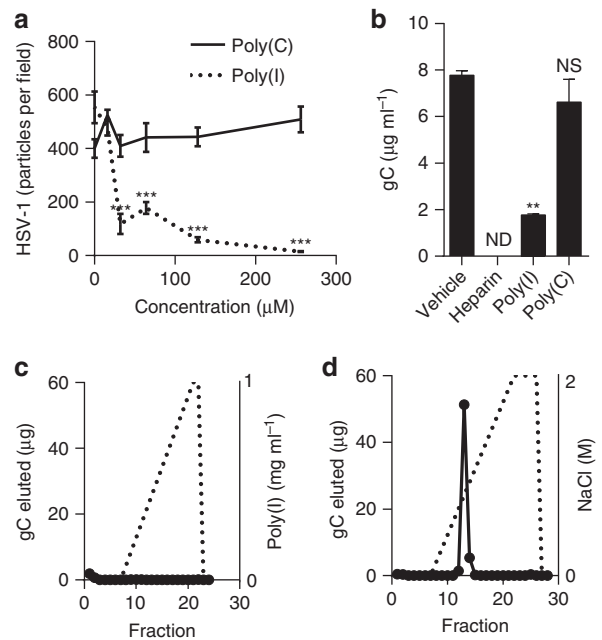 a
800
600
400
200
0
HSV-1 (particles per field)
Poly(C)
Poly(I)
***
***
***
***
0
100
200
300
Concentration (μM)
b
10
8
6
4
2
0
gC (μg ml⁻¹)
ND
**
NS
Vehicle
Heparin
Poly(I)
Poly(C)
c
60
40
20
0
gC eluted (μg)
1
0
Poly(I) (mg ml⁻¹)
0
10
20
30
Fraction
d
60
40
20
0
gC eluted (μg)
2
0
NaCl (M)
0
10
20
30
Fraction